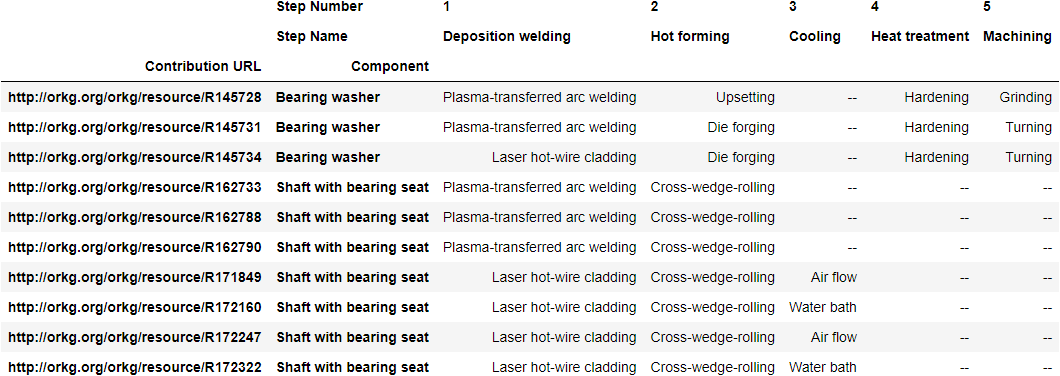 Step Number 1 2 3 4 5
Step Name Deposition welding Hot forming Cooling Heat treatment Machining
Contribution URL Component
http://orkg.org/orkg/resource/R145728 Bearing washer Plasma-transferred arc welding Upsetting -- Hardening Grinding
http://orkg.org/orkg/resource/R145731 Bearing washer Plasma-transferred arc welding Die forging -- Hardening Turning
http://orkg.org/orkg/resource/R145734 Bearing washer Laser hot-wire cladding Die forging -- Hardening Turning
http://orkg.org/orkg/resource/R162733 Shaft with bearing seat Plasma-transferred arc welding Cross-wedge-rolling -- -- --
http://orkg.org/orkg/resource/R162788 Shaft with bearing seat Plasma-transferred arc welding Cross-wedge-rolling -- -- --
http://orkg.org/orkg/resource/R162790 Shaft with bearing seat Plasma-transferred arc welding Cross-wedge-rolling -- -- --
http://orkg.org/orkg/resource/R171849 Shaft with bearing seat Laser hot-wire cladding Cross-wedge-rolling Air flow -- --
http://orkg.org/orkg/resource/R172160 Shaft with bearing seat Laser hot-wire cladding Cross-wedge-rolling Water bath -- --
http://orkg.org/orkg/resource/R172247 Shaft with bearing seat Laser hot-wire cladding Cross-wedge-rolling Air flow -- --
http://orkg.org/orkg/resource/R172322 Shaft with bearing seat Laser hot-wire cladding Cross-wedge-rolling Water bath -- --